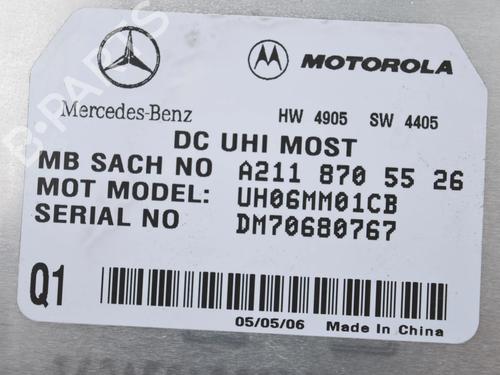 MOTOROLA
Mercedes-Benz HW 4905 SW 4405
DC UHI MOST
MB SACH NO A211 870 55 26
MOT MODEL: UH06MM01CB
SERIAL NO DM70680767
Q1
05/05/06 Made In China
B-PARTS